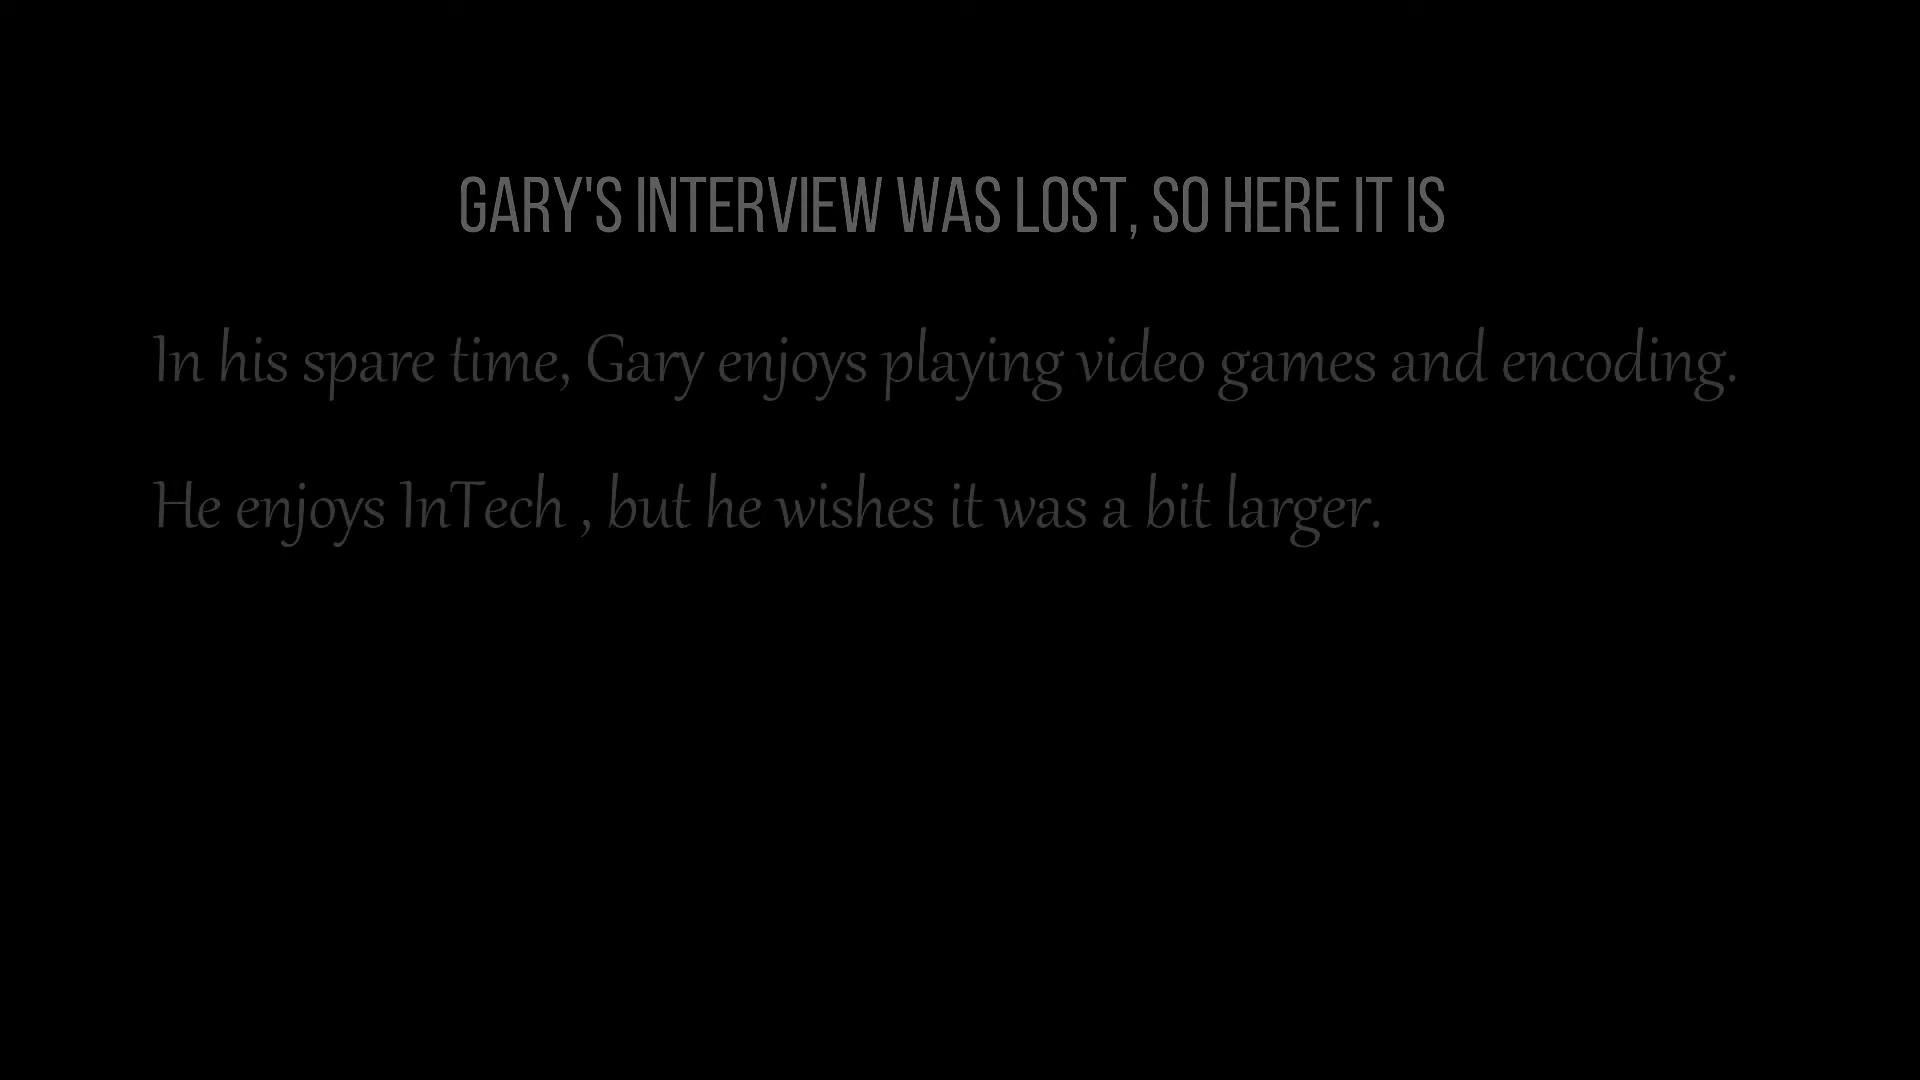 GARY'S INTERVIEW WAS LOST, SO HERE IT IS
In his spare time, Gary enjoys playing video games and encoding.
He enjoys InTech , but he wishes it was a bit larger.